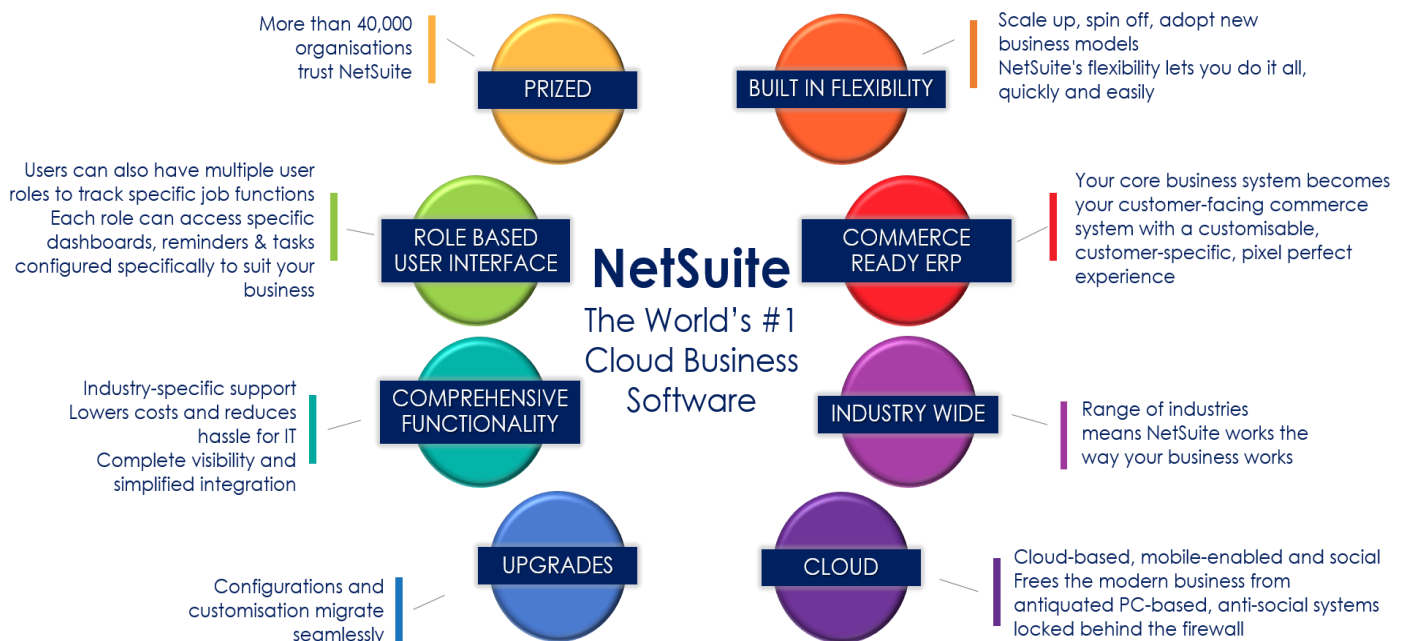 More than 40,000
organisations
trust NetSuite
PRIZED
BUILT IN FLEXIBILITY
Scale up, spin off, adopt new
business models
NetSuite's flexibility lets you do it all,
quickly and easily
Users can also have multiple user
roles to track specific job functions
Each role can access specific
dashboards, reminders & tasks
configured specifically to suit your
business
ROLE BASED
USER INTERFACE
NetSuite
The World's #1
Cloud Business
Software
COMMERCE
READY ERP
Your core business system becomes
your customer-facing commerce
system with a customisable,
customer-specific, pixel perfect
experience
Industry-specific support
Lowers costs and reduces
hassle for IT
Complete visibility and
simplified integration
COMPREHENSIVE
FUNCTIONALITY
INDUSTRY WIDE
Range of industries
means NetSuite works the
way your business works
Configurations and
customisation migrate
seamlessly
UPGRADES
CLOUD
Cloud-based, mobile-enabled and social
Frees the modern business from
antiquated PC-based, anti-social systems
locked behind the firewall